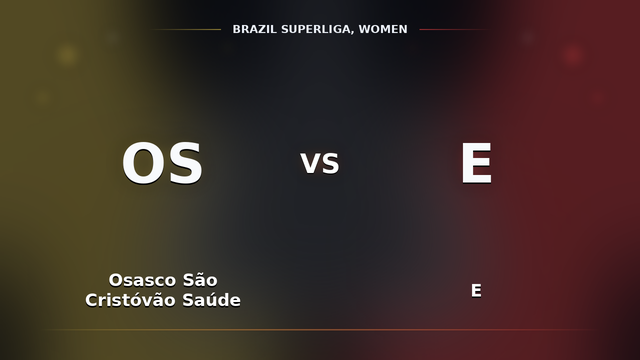 BRAZIL SUPERLIGA, WOMEN
OS
VS
E
Osasco São
Cristóvão Saúde
E